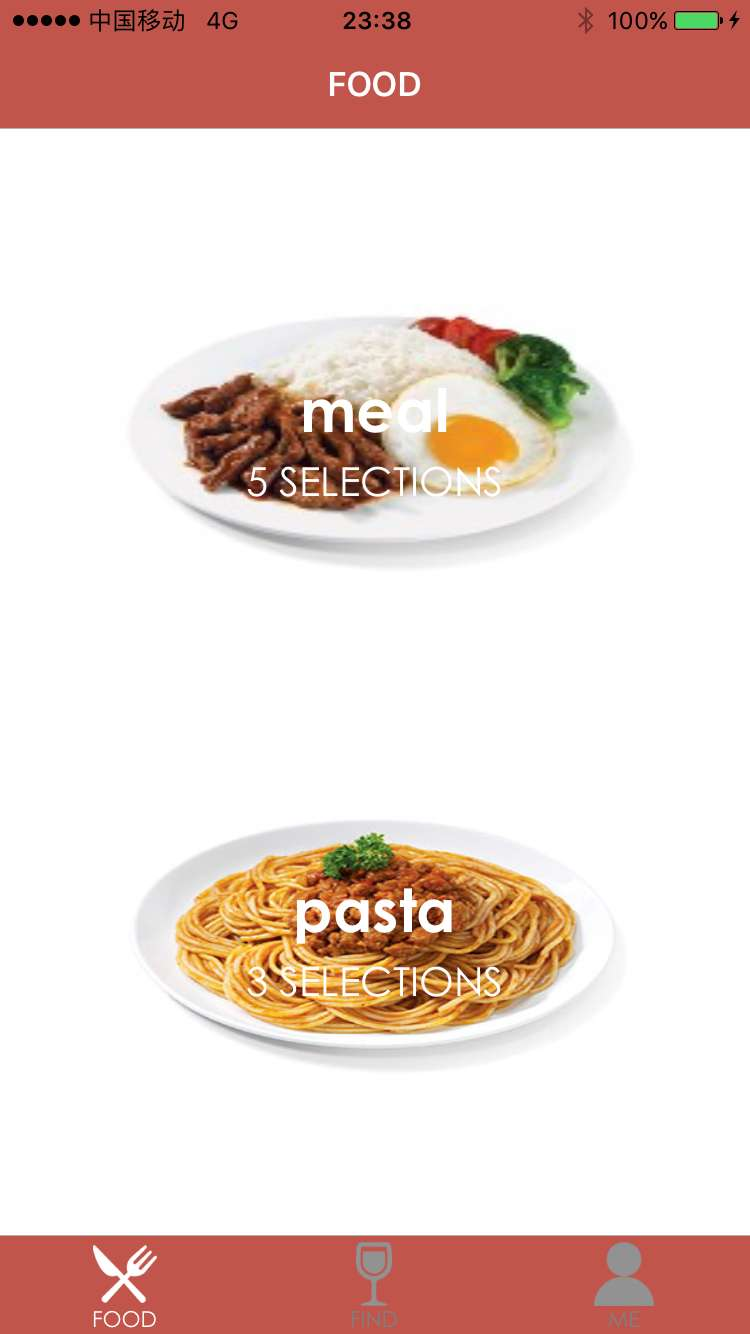 中国移动 4G 23:38 100%
FOOD
meal
5 SELECTIONS
pasta
3 SELECTIONS
FOOD FIND ME